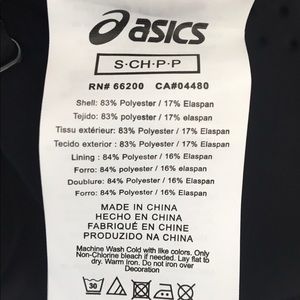 asics
S·CH·P·P
RN# 66200 CA#04480
Shell: 83% Polyester / 17% Elaspan
Tejido: 83% Polyester / 17% Elaspan
Tissu extérieur: 83% Polyester / 17% Elaspan
Tecido exterior : 83% Polyester / 17% Elaspan
Lining : 84% Polyester / 16% elaspan
Forro: 84% Polyester / 16% elaspan
Doublure: 84% Polyester / 16% Elaspan
Forro: 84% Polyester / 16% Elaspan
MADE IN CHINA
HECHO EN CHINA
FABRIQUÉ EN CHINE
PRODUZIDO NA CHINA
Machine Wash Cold with like colors. Only
Non-Chlorine bleach if needed. Lay flat to
dry. Warm Iron. Do not iron over
Decoration
30